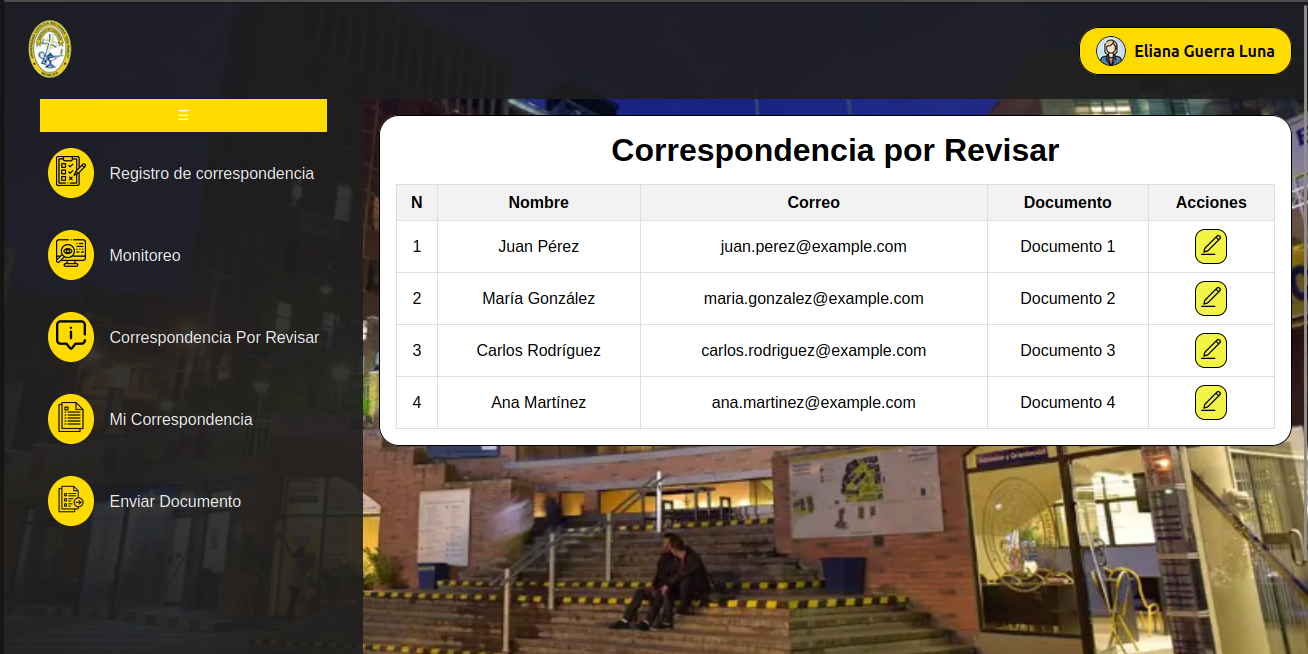 Eliana Guerra Luna
☰
Registro de correspondencia
Monitoreo
Correspondencia Por Revisar
Mi Correspondencia
Enviar Documento
Correspondencia por Revisar
N Nombre Correo Documento Acciones
1 Juan Pérez juan.perez@example.com Documento 1
2 María González maria.gonzalez@example.com Documento 2
3 Carlos Rodríguez carlos.rodriguez@example.com Documento 3
4 Ana Martínez ana.martinez@example.com Documento 4